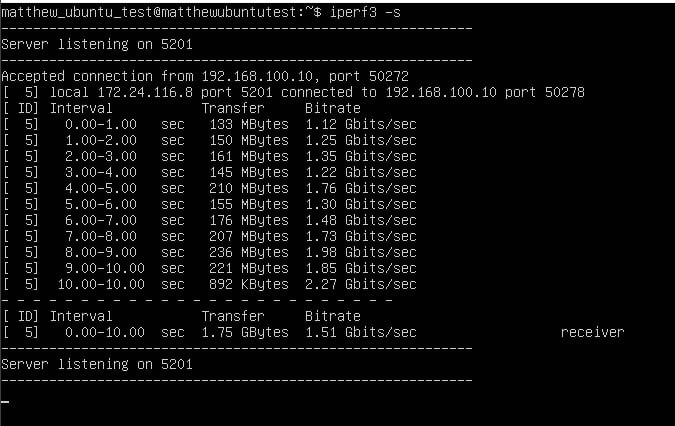 matthew_ubuntu_test@matthewubuntutest:~$ iperf3 -s
-----------------------------------------------------------
Server listening on 5201
-----------------------------------------------------------
Accepted connection from 192.168.100.10, port 50272
[  5] local 172.24.116.8 port 5201 connected to 192.168.100.10 port 50278
[ ID] Interval           Transfer     Bitrate
[  5]   0.00-1.00   sec   133 MBytes  1.12 Gbits/sec
[  5]   1.00-2.00   sec   150 MBytes  1.25 Gbits/sec
[  5]   2.00-3.00   sec   161 MBytes  1.35 Gbits/sec
[  5]   3.00-4.00   sec   145 MBytes  1.22 Gbits/sec
[  5]   4.00-5.00   sec   210 MBytes  1.76 Gbits/sec
[  5]   5.00-6.00   sec   155 MBytes  1.30 Gbits/sec
[  5]   6.00-7.00   sec   176 MBytes  1.48 Gbits/sec
[  5]   7.00-8.00   sec   207 MBytes  1.73 Gbits/sec
[  5]   8.00-9.00   sec   236 MBytes  1.98 Gbits/sec
[  5]   9.00-10.00  sec   221 MBytes  1.85 Gbits/sec
[  5]  10.00-10.00  sec   892 KBytes  2.27 Gbits/sec
- - - - - - - - - - - - - - - - - - - - - - - - -
[ ID] Interval           Transfer     Bitrate
[  5]   0.00-10.00  sec  1.75 GBytes  1.51 Gbits/sec                  receiver
-----------------------------------------------------------
Server listening on 5201
-----------------------------------------------------------